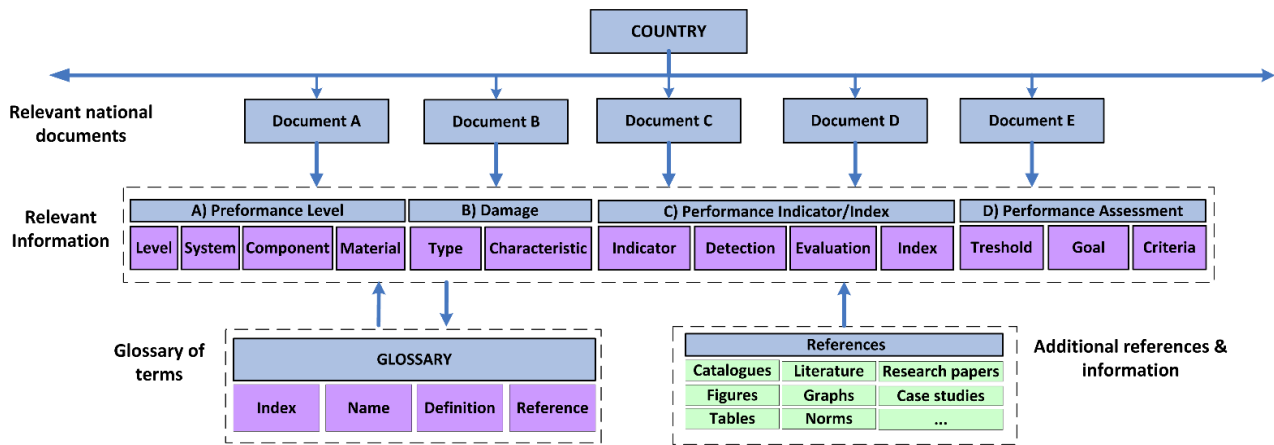 COUNTRY
Relevant national
documents
Document A
Document B
Document C
Document D
Document E
Relevant
Information
A) Preformance Level
B) Damage
C) Performance Indicator/Index
D) Performance Assessment
Level
System
Component
Material
Type
Characteristic
Indicator
Detection
Evaluation
Index
Treshold
Goal
Criteria
Glossary of
terms
GLOSSARY
Index
Name
Definition
Reference
References
Catalogues
Literature
Research papers
Figures
Graphs
Case studies
Tables
Norms
...
Additional references &
information